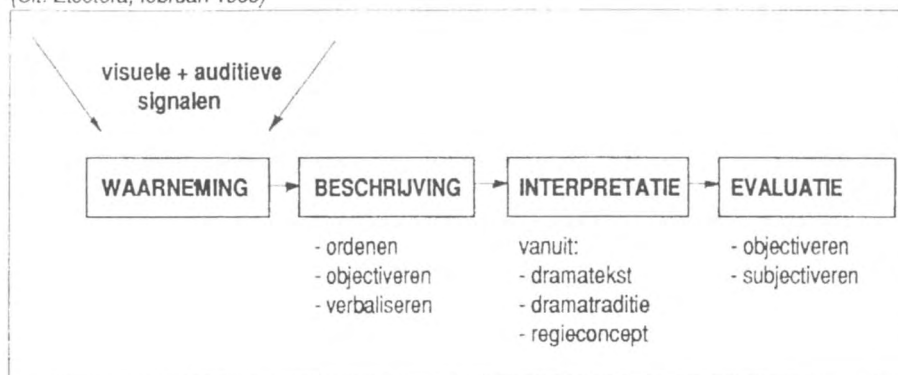 visuele + auditieve
signalen
WAARNEMING
BESCHRIJVING
INTERPRETATIE
EVALUATIE
- ordenen
- objectiveren
- verbaliseren
vanuit:
- dramatekst
- dramatraditie
- regieconcept
- objectiveren
- subjectiveren